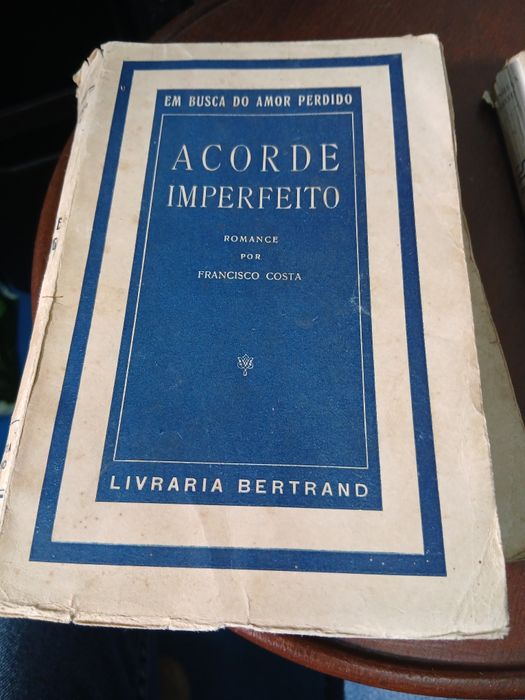 EM BUSCA DO AMOR PERDIDO
ACORDE
IMPERFEITO
ROMANCE
POR
FRANCISCO COSTA
LIVRARIA BERTRAND